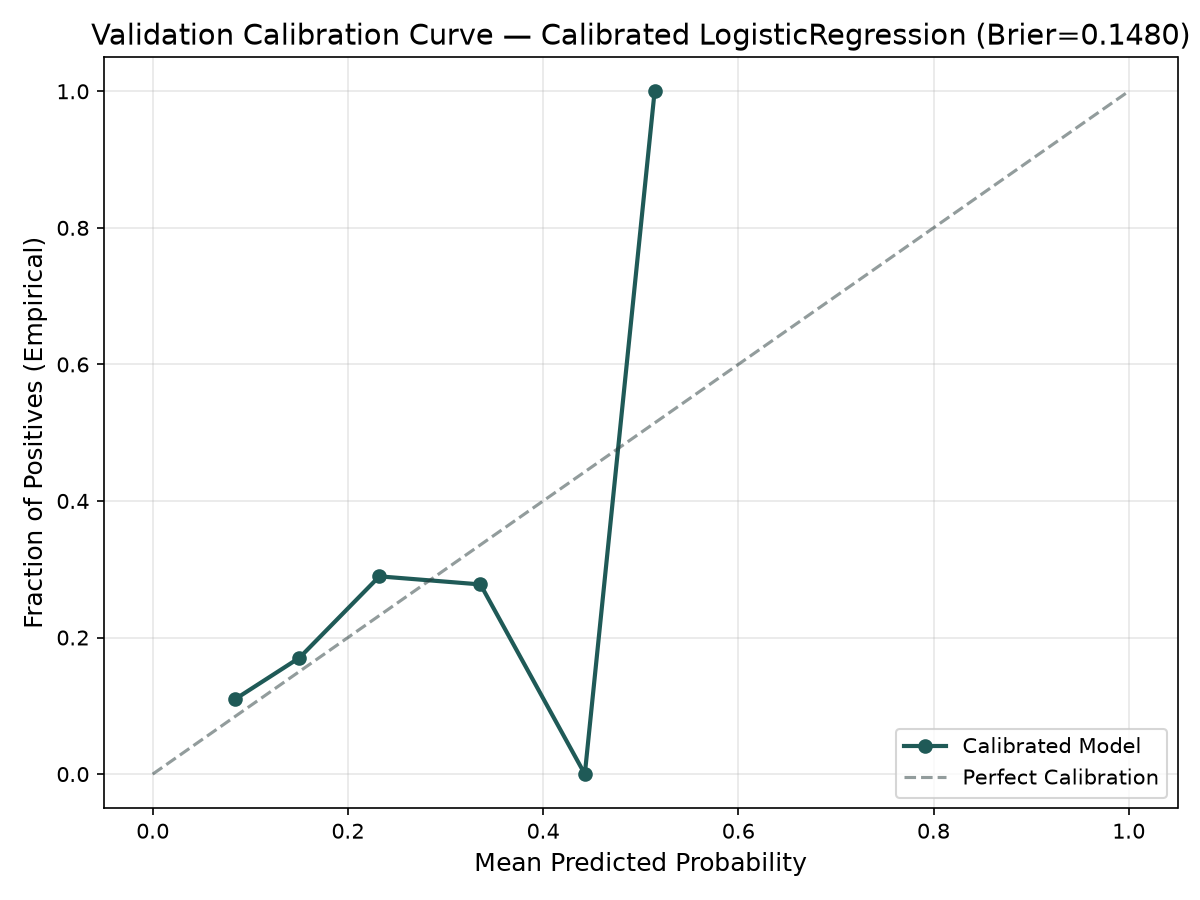 Validation Calibration Curve — Calibrated LogisticRegression (Brier=0.1480)
Fraction of Positives (Empirical)
1.0
0.8
0.6
0.4
0.2
0.0
Calibrated Model
Perfect Calibration
0.0 0.2 0.4 0.6 0.8 1.0
Mean Predicted Probability